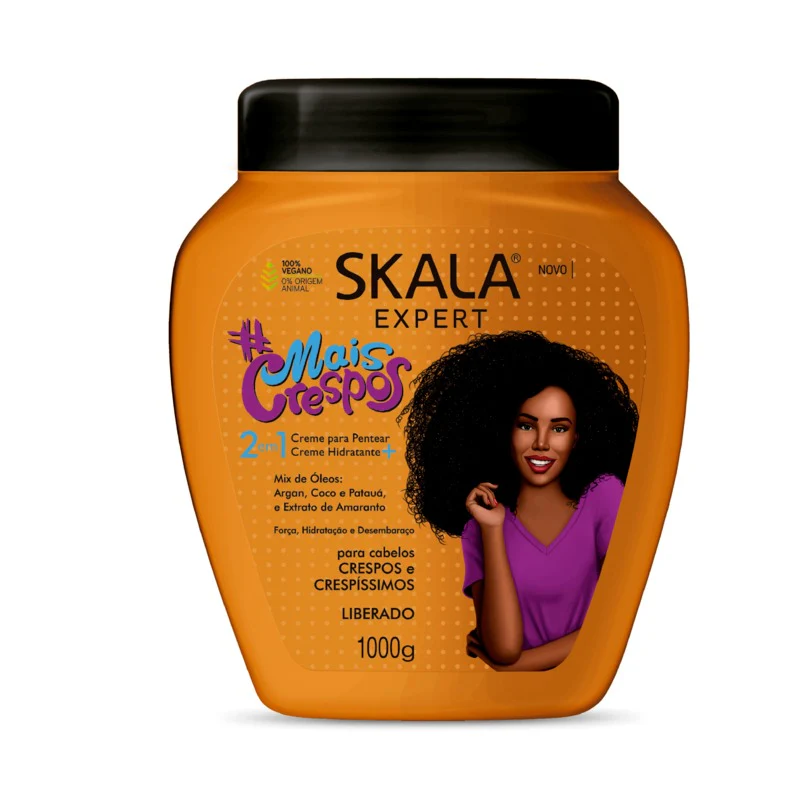 100%
VEGANO
0% ORIGEM
ANIMAL
SKALA®
EXPERT
NOVO
#Mais
Crespos
2 em 1 Creme para Pentear
Creme Hidratante +
Mix de Óleos:
Argan, Coco e Patauá,
e Extrato de Amaranto
Força, Hidratação e Desembaraço
para cabelos
CRESPOS e
CRESPÍSSIMOS
LIBERADO
1000g